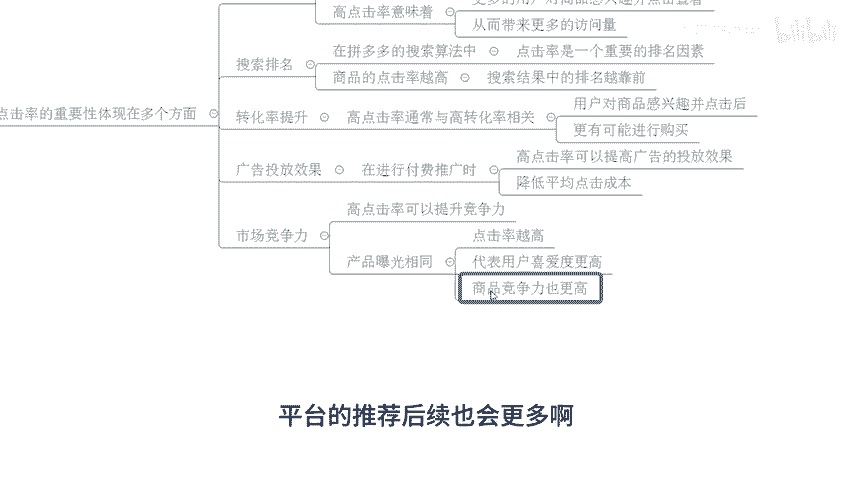 高点击率意味着
从而带来更多的访问量
搜索排名
在拼多多的搜索算法中
点击率是一个重要的排名因素
商品的点击率越高
搜索结果中的排名越靠前
点击率的重要性体现在多个方面
转化率提升
高点击率通常与高转化率相关
用户对商品感兴趣并点击后
更有可能进行购买
广告投放效果
在进行付费推广时
高点击率可以提高广告的投放效果
降低平均点击成本
市场竞争力
高点击率可以提升竞争力
产品曝光相同
点击率越高
代表用户喜爱度更高
商品竞争力也更高
平台的推荐后续也会更多啊
bilibili